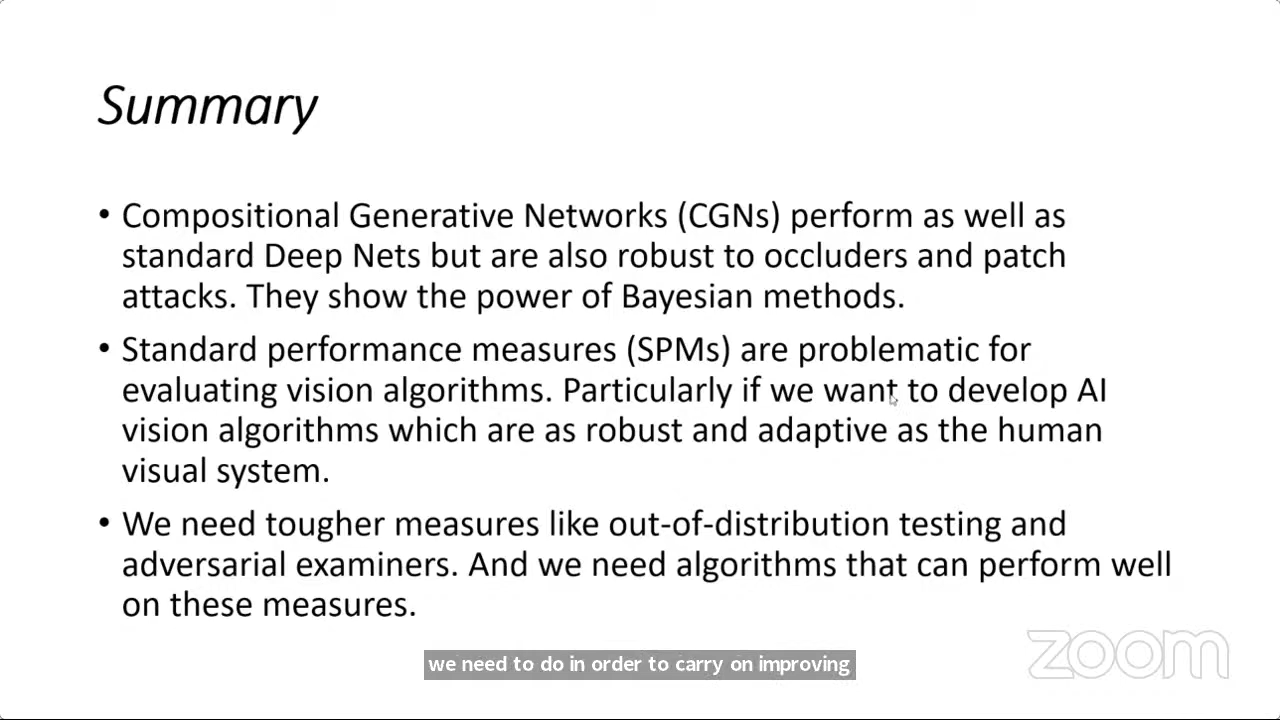 Summary
• Compositional Generative Networks (CGNs) perform as well as
standard Deep Nets but are also robust to occluders and patch
attacks. They show the power of Bayesian methods.
• Standard performance measures (SPMs) are problematic for
evaluating vision algorithms. Particularly if we want to develop AI
vision algorithms which are as robust and adaptive as the human
visual system.
• We need tougher measures like out-of-distribution testing and
adversarial examiners. And we need algorithms that can perform well
on these measures.
we need to do in order to carry on improving
zoom